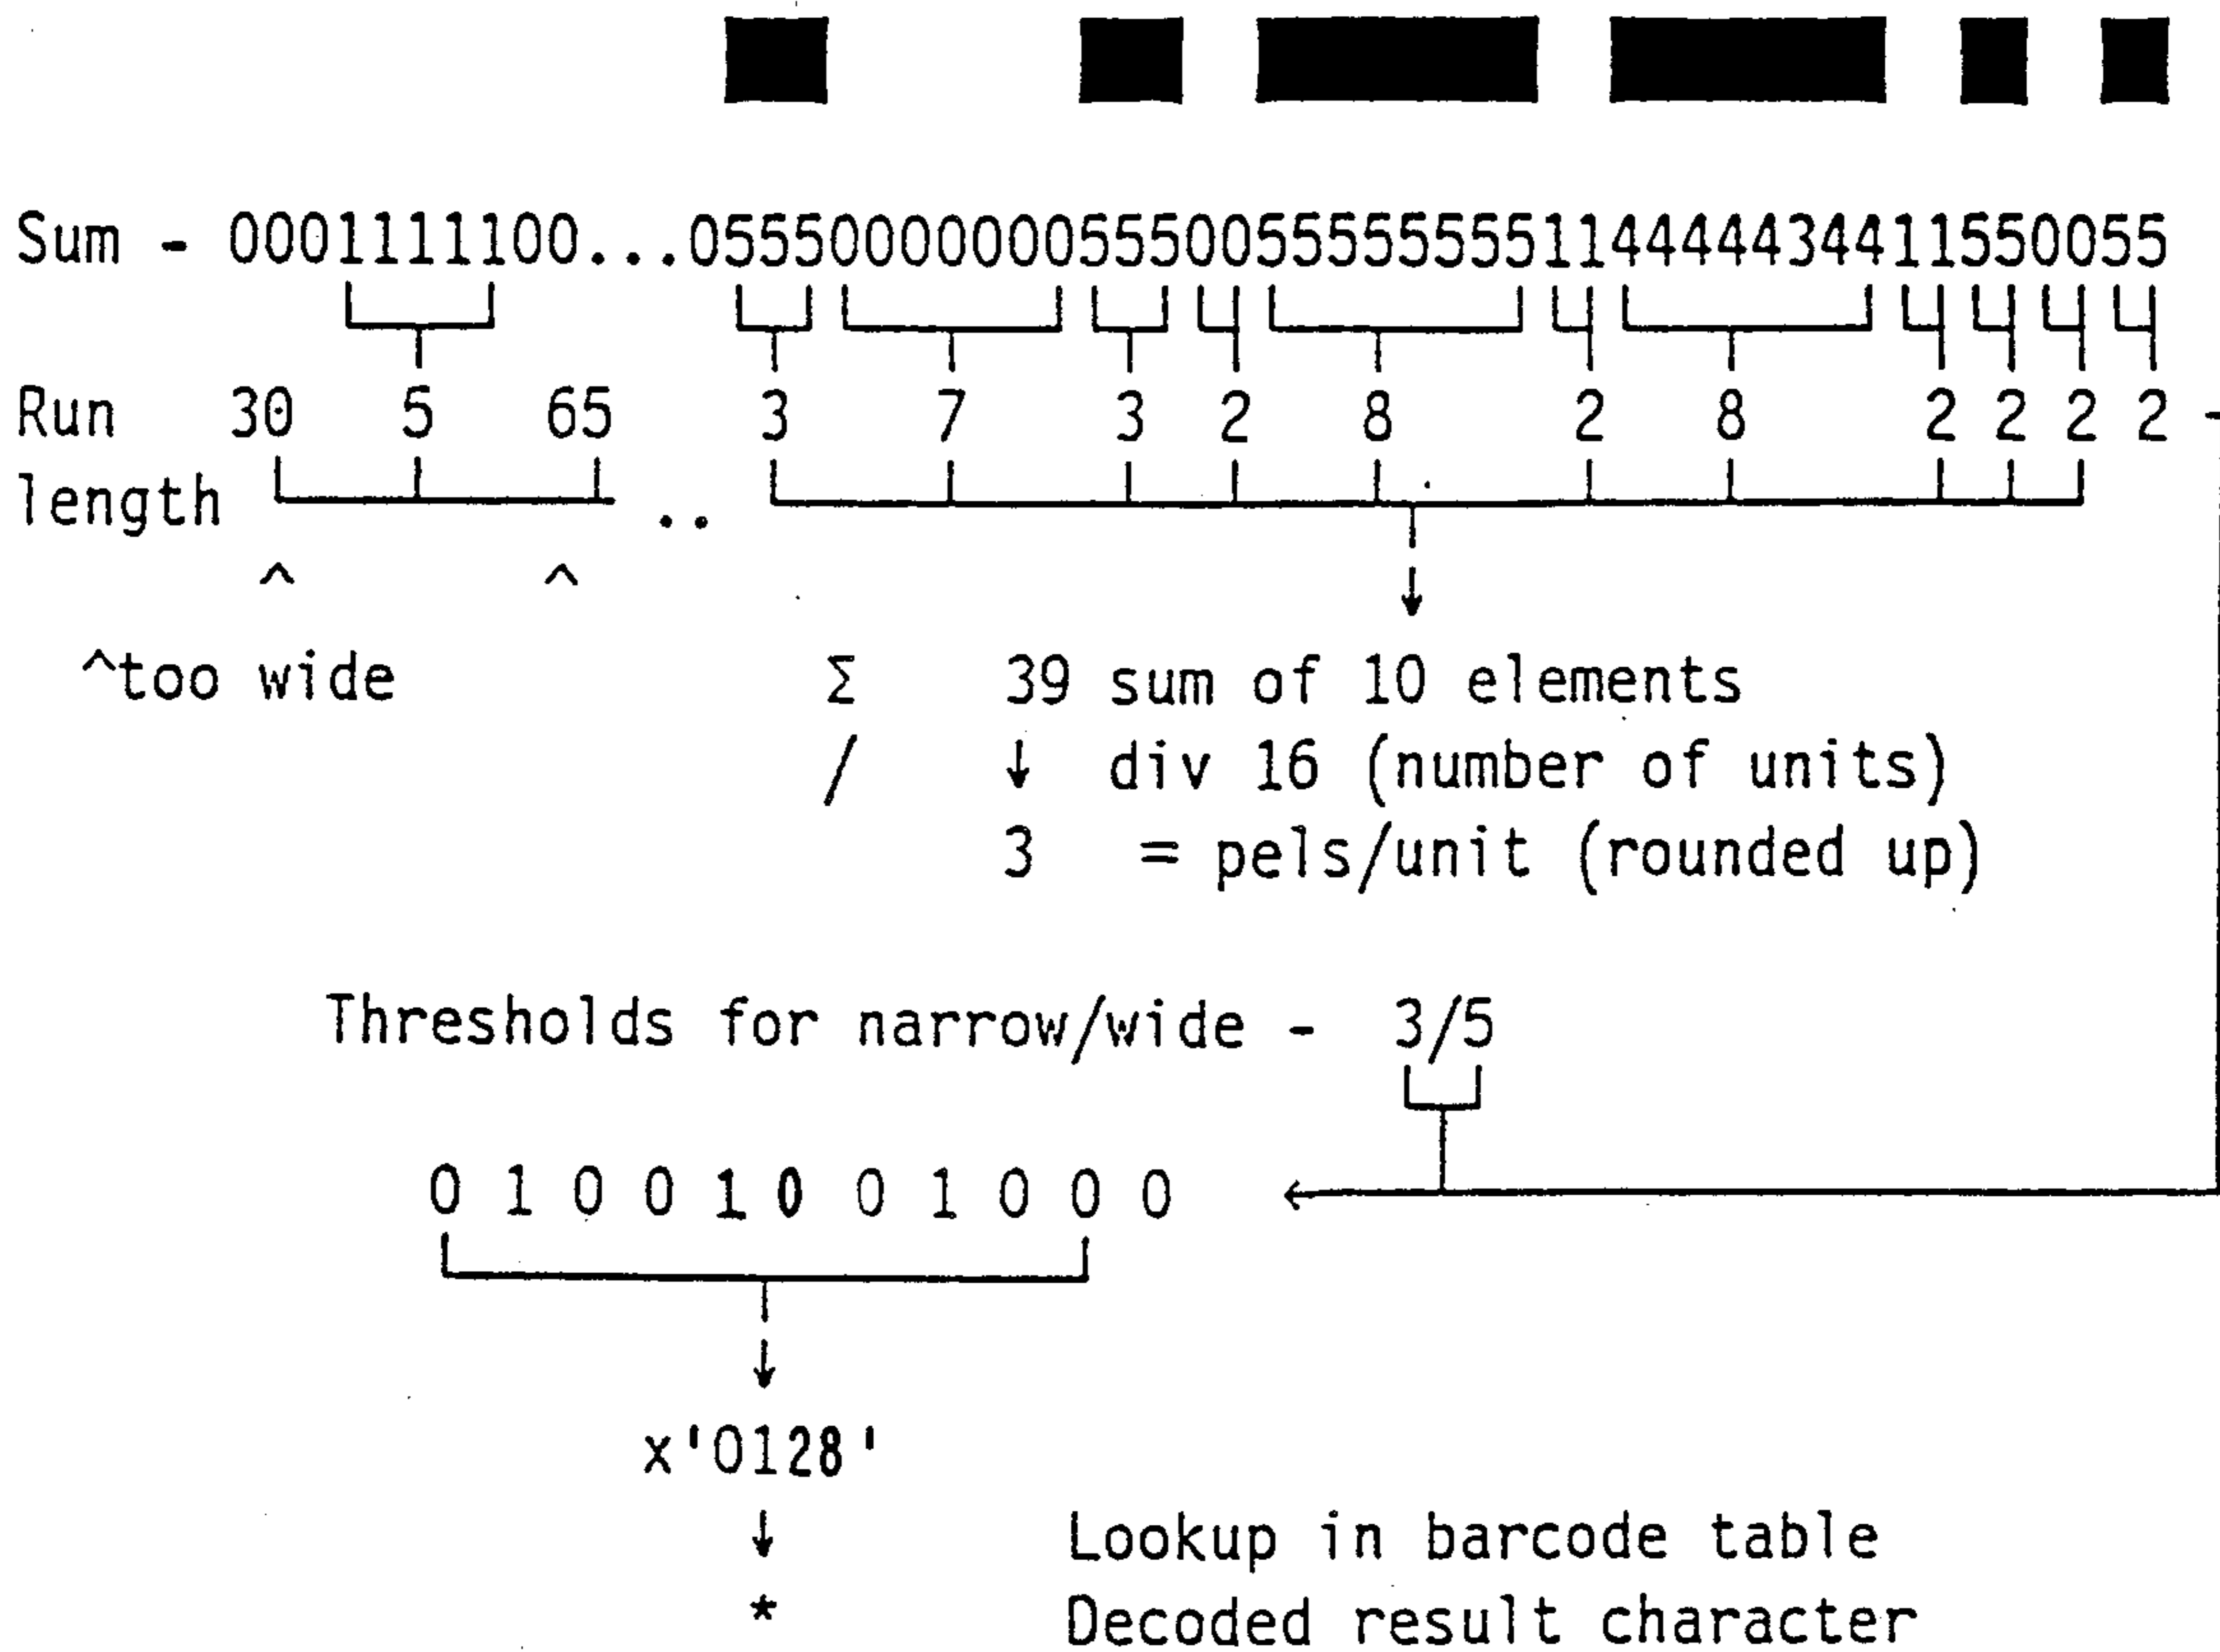 Sum - 0001111100...055500000005550055555555114444434411550055
Run 30 5 65 3 7 3 2 8 2 8 2 2 2 2 -
length ..
^ ^
^too wide Σ 39 sum of 10 elements
/ ↓ div 16 (number of units)
3 = pels/unit (rounded up)
Thresholds for narrow/wide - 3/5
0 1 0 0 1 0 0 1 0 0 0
x'0128'
↓ Lookup in barcode table
* Decoded result character